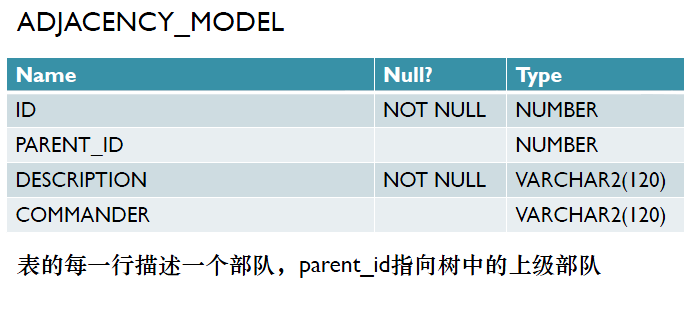 ADJACENCY_MODEL
Name Null? Type
ID NOT NULL NUMBER
PARENT_ID NUMBER
DESCRIPTION NOT NULL VARCHAR2(120)
COMMANDER VARCHAR2(120)
表的每一行描述一个部队，parent_id指向树中的上级部队